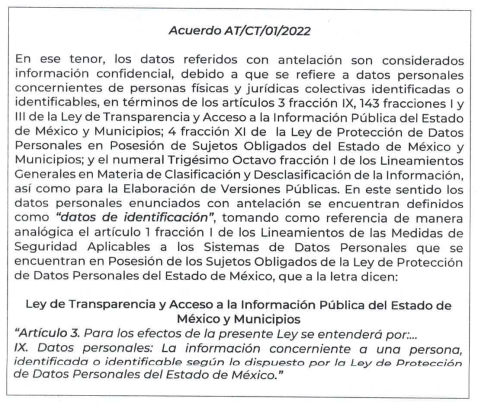 Acuerdo AT/CT/01/2022
En ese tenor, los datos referidos con antelación son considerados
información confidencial, debido a que se refiere a datos personales
concernientes de personas físicas y jurídicas colectivas identificadas o
identificables, en términos de los artículos 3 fracción IX, 143 fracciones I y
III de la Ley de Transparencia y Acceso a la Información Pública del Estado
de México y Municipios; 4 fracción XI de la Ley de Protección de Datos
Personales en Posesión de Sujetos Obligados del Estado de México y
Municipios; y el numeral Trigésimo Octavo fracción I de los Lineamientos
Generales en Materia de Clasificación y Desclasificación de la Información,
así como para la Elaboración de Versiones Públicas. En este sentido los
datos personales enunciados con antelación se encuentran definidos
como “datos de identificación”, tomando como referencia de manera
analógica el artículo 1 fracción I de los Lineamientos de las Medidas de
Seguridad Aplicables a los Sistemas de Datos Personales que se
encuentran en Posesión de los Sujetos Obligados de la Ley de Protección
de Datos Personales del Estado de México, que a la letra dicen:
Ley de Transparencia y Acceso a la Información Pública del Estado de
México y Municipios
“Artículo 3. Para los efectos de la presente Ley se entenderá por:...
IX. Datos personales: La información concerniente a una persona,
identificada o identificable según lo dispuesto por la Ley de Protección
de Datos Personales del Estado de México.”